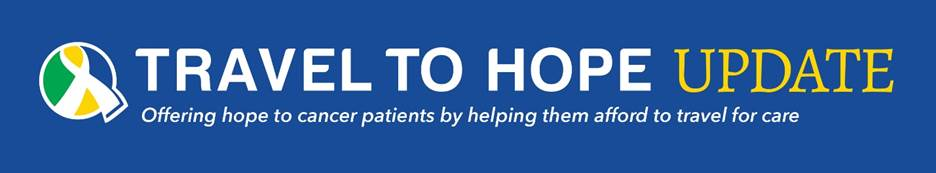 TRAVEL TO HOPE UPDATE
Offering hope to cancer patients by helping them afford to travel for care